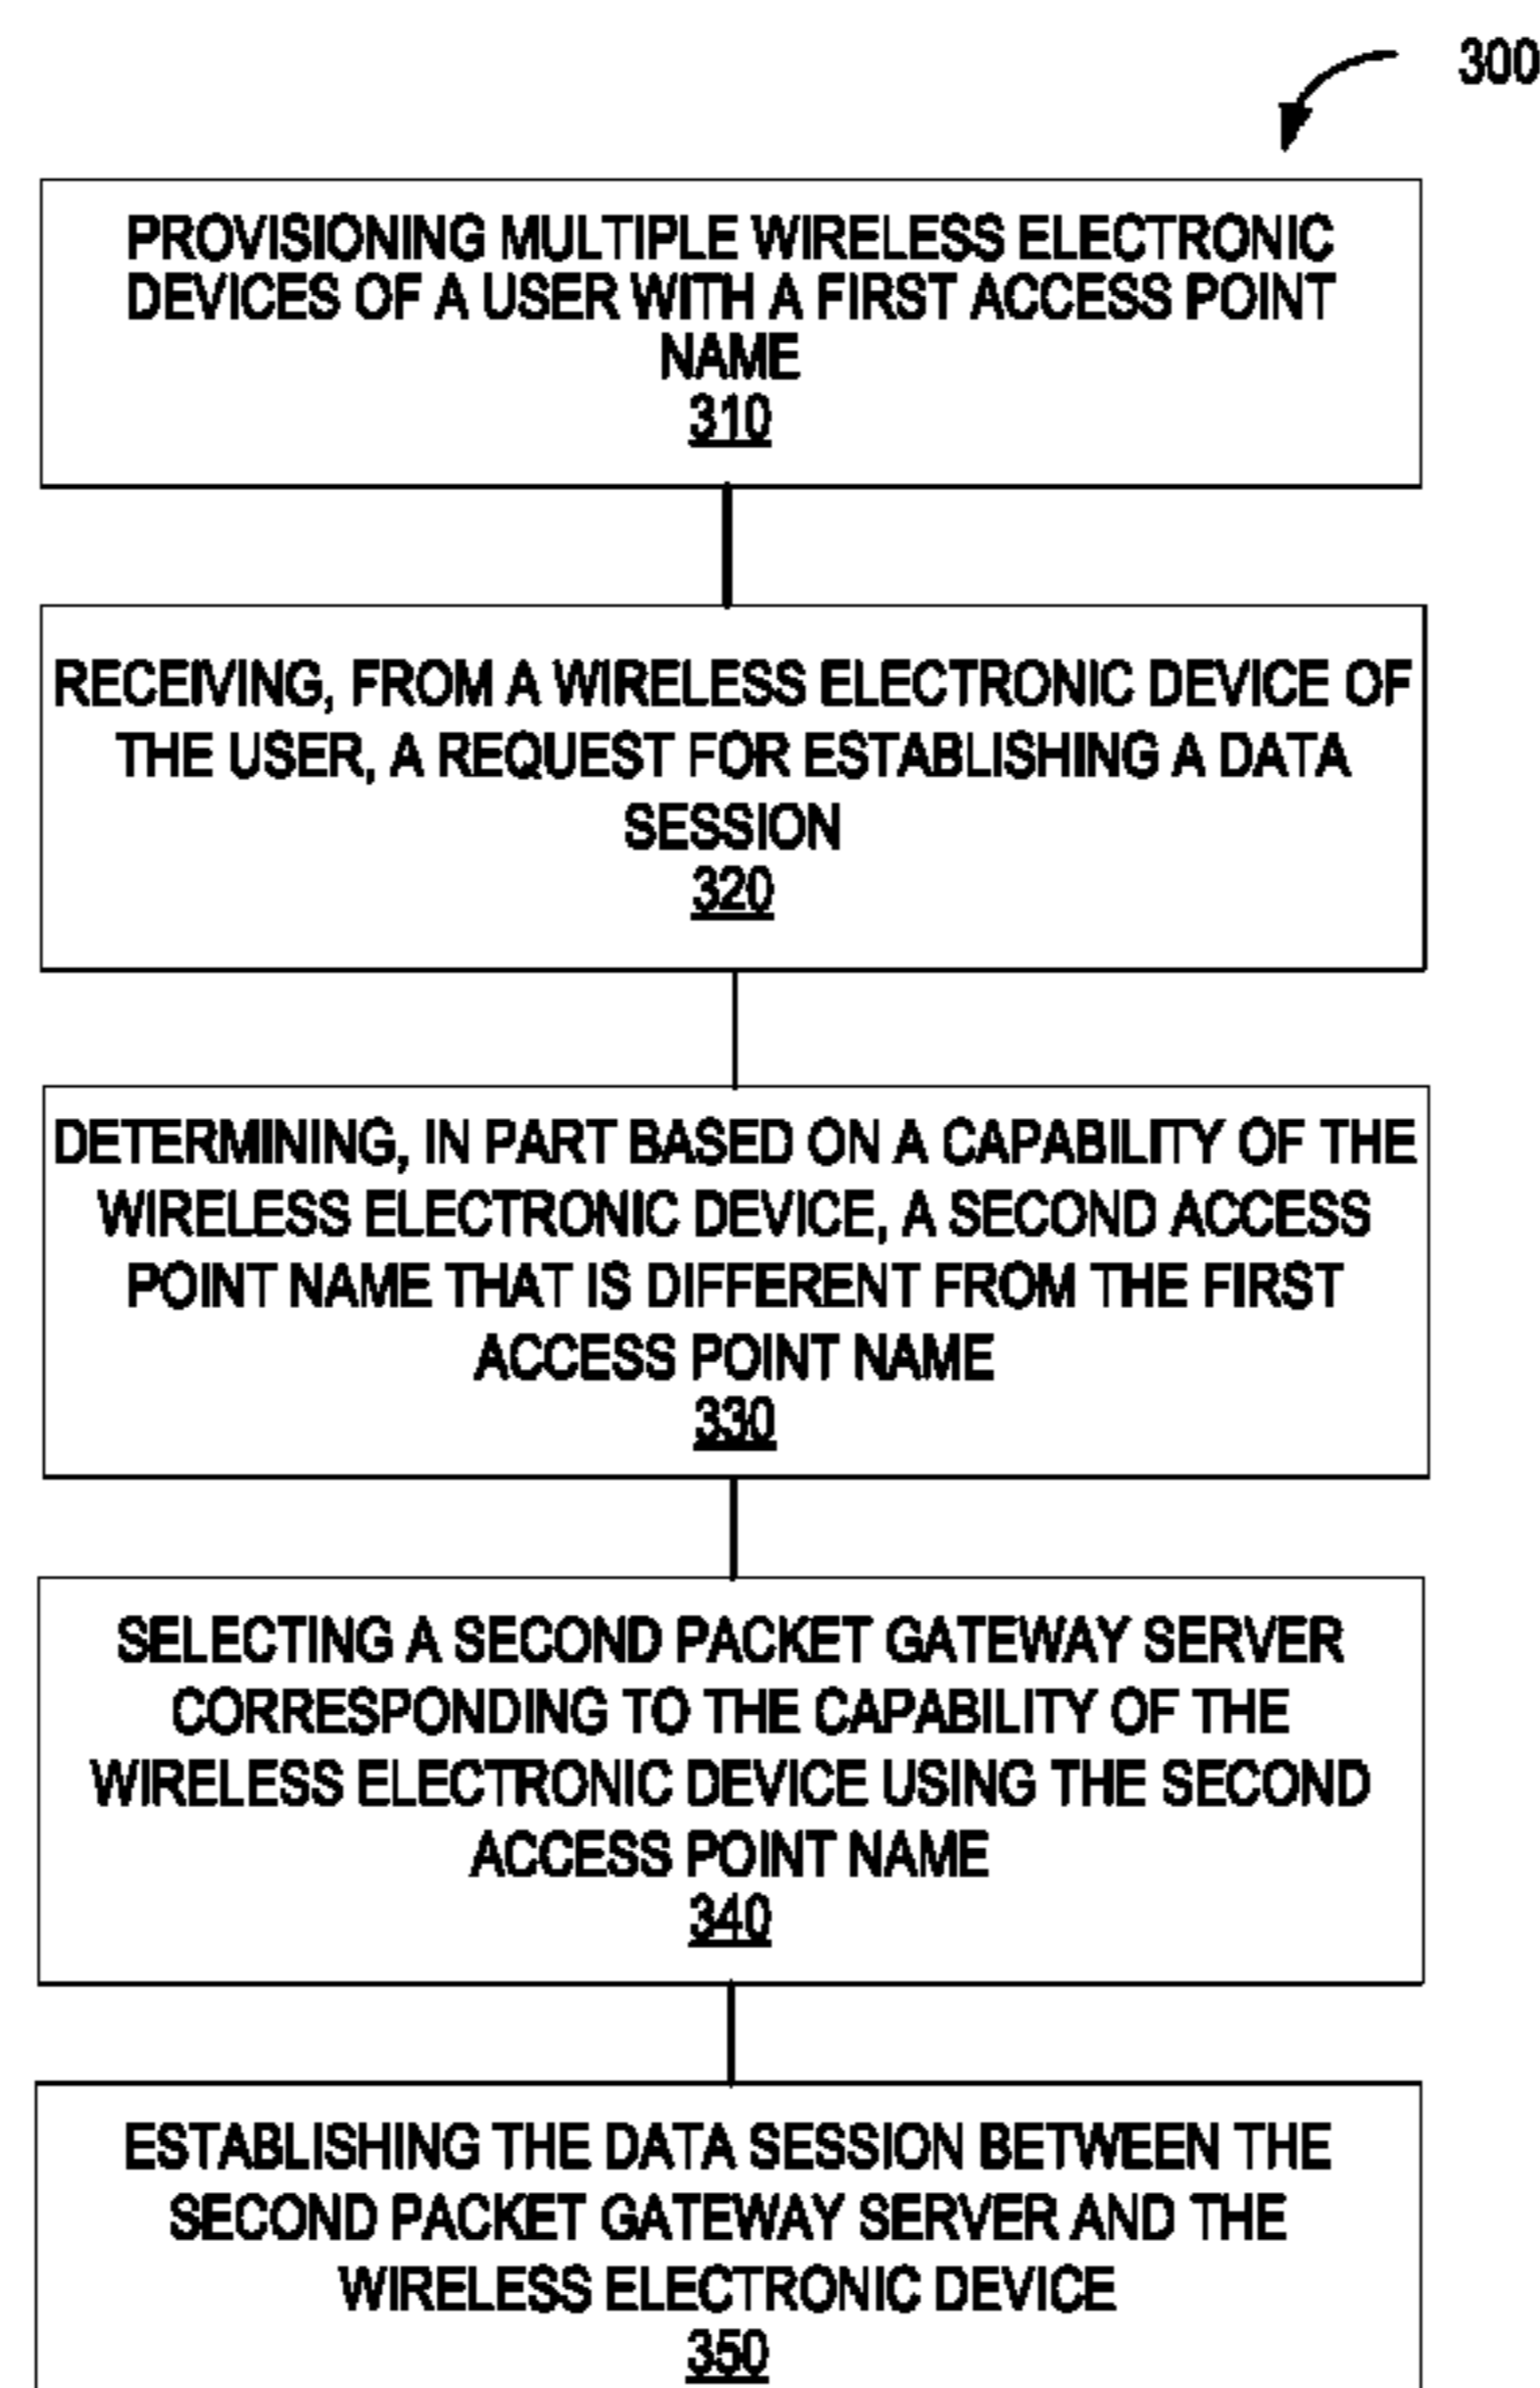 300
PROVISIONING MULTIPLE WIRELESS ELECTRONIC
DEVICES OF A USER WITH A FIRST ACCESS POINT
NAME
310
RECEIVING, FROM A WIRELESS ELECTRONIC DEVICE OF
THE USER, A REQUEST FOR ESTABLISHING A DATA
SESSION
320
DETERMINING, IN PART BASED ON A CAPABILITY OF THE
WIRELESS ELECTRONIC DEVICE, A SECOND ACCESS
POINT NAME THAT IS DIFFERENT FROM THE FIRST
ACCESS POINT NAME
330
SELECTING A SECOND PACKET GATEWAY SERVER
CORRESPONDING TO THE CAPABILITY OF THE
WIRELESS ELECTRONIC DEVICE USING THE SECOND
ACCESS POINT NAME
340
ESTABLISHING THE DATA SESSION BETWEEN THE
SECOND PACKET GATEWAY SERVER AND THE
WIRELESS ELECTRONIC DEVICE
350